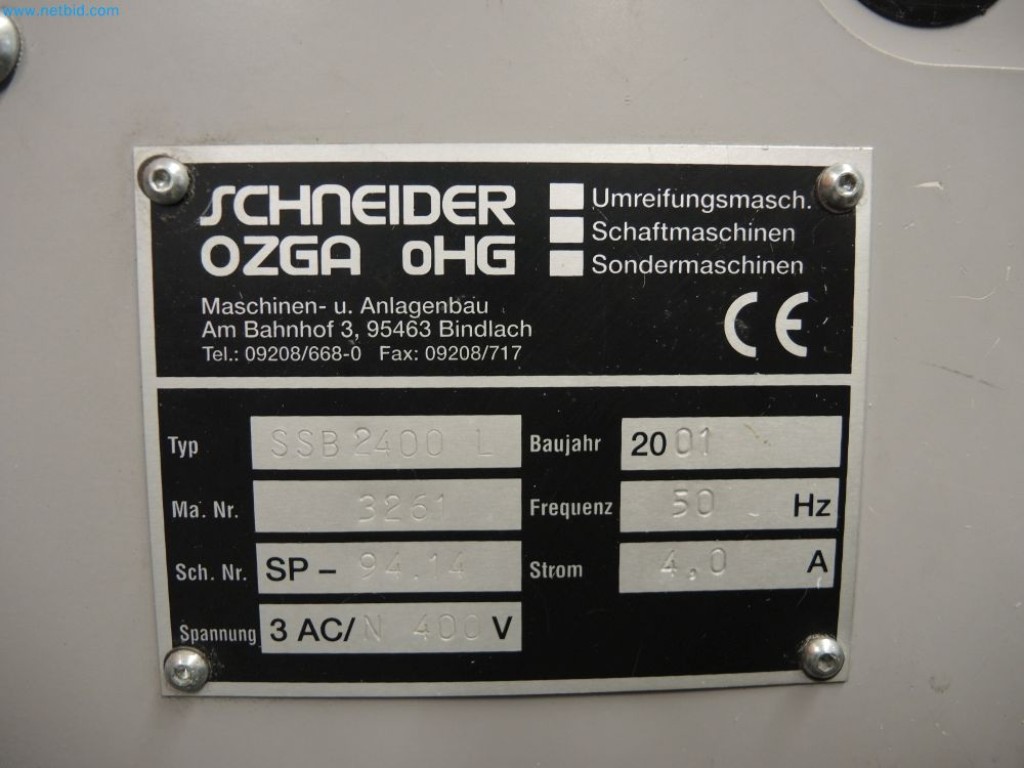 www.netbid.com
SCHNEIDER
OZGA OHG
Umreifungsmasch.
Schaftmaschinen
Sondermaschinen
Maschinen- u. Anlagenbau
Am Bahnhof 3, 95463 Bindlach
Tel.: 09208/668-0 Fax: 09208/717
CE
Typ SSB 2400 L Baujahr 2001
Ma. Nr. 3261 Frequenz 50 Hz
Sch. Nr. SP- 94.14 Strom 4,0 A
Spannung 3 AC/N 400 V